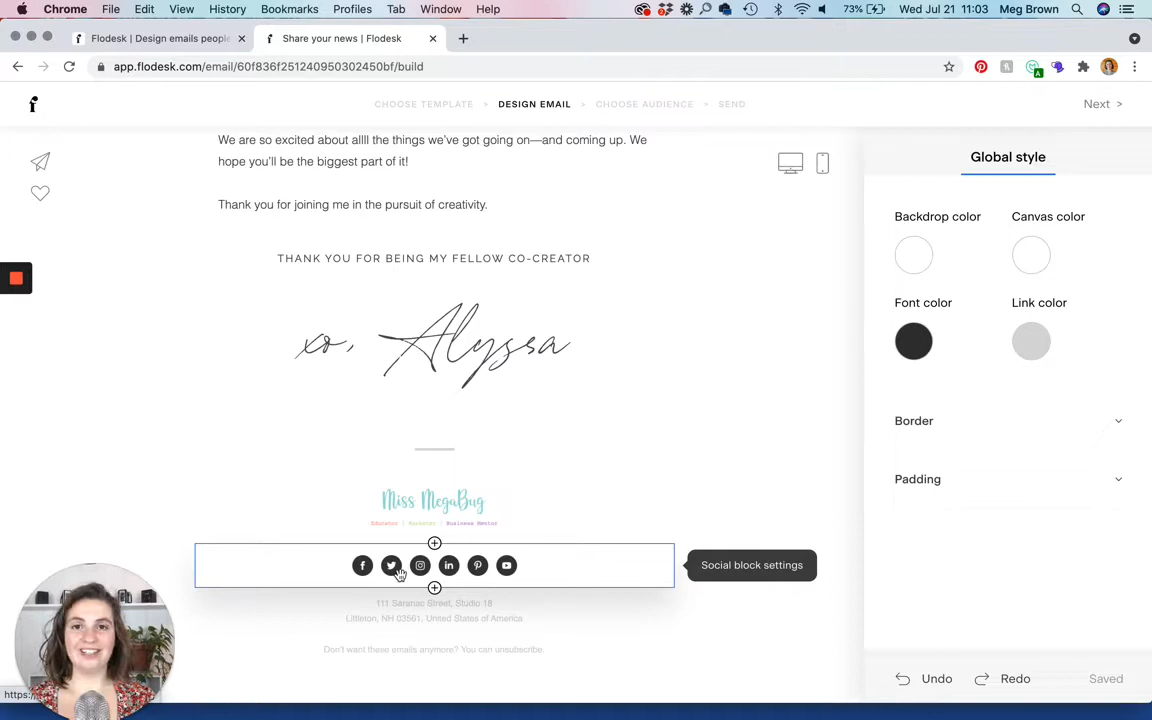 Chrome File Edit View History Bookmarks Profiles Tab Window Help 73% Wed Jul 21 11:03 Meg Brown
Flodesk | Design emails people
Share your news | Flodesk
app.flodesk.com/email/60f836f251240950302450bf/build
CHOOSE TEMPLATE > DESIGN EMAIL > CHOOSE AUDIENCE > SEND
Next >
We are so excited about allll the things we've got going on—and coming up. We
hope you'll be the biggest part of it!
Thank you for joining me in the pursuit of creativity.
THANK YOU FOR BEING MY FELLOW CO-CREATOR
xo, Alyssa
Miss MegaBug
Educator | Marketer | Business Mentor
Social block settings
111 Saranac Street, Studio 18
Littleton, NH 03561, United States of America
Don't want these emails anymore? You can unsubscribe.
https://
Global style
Backdrop color
Canvas color
Font color
Link color
Border
Padding
Undo
Redo
Saved